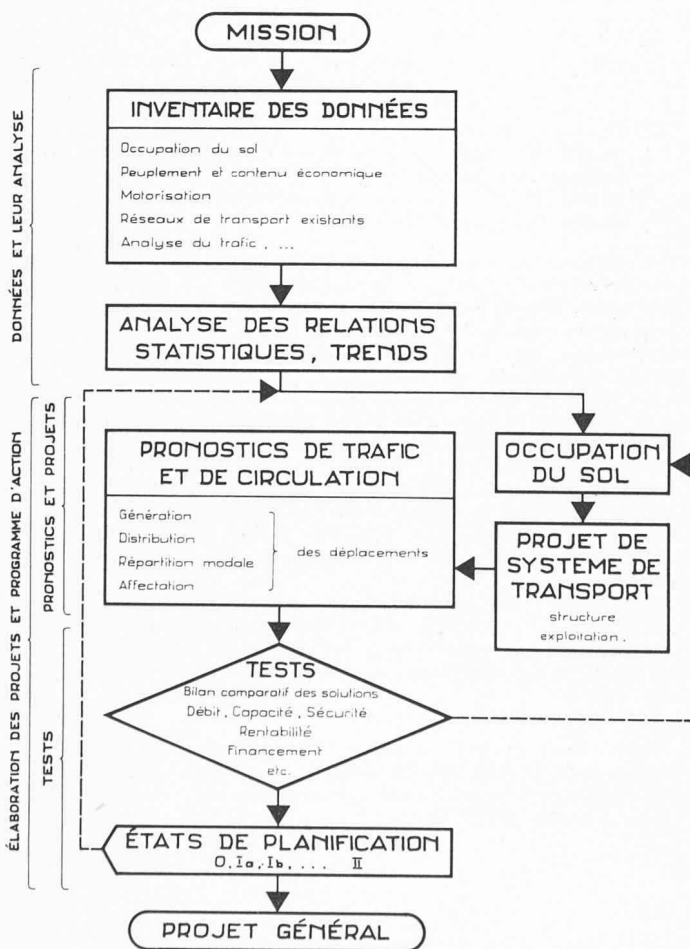 MISSION
INVENTAIRE DES DONNÉES
Occupation du sol
Peuplement et contenu économique
Motorisation
Réseaux de transport existants
Analyse du trafic , ...
ANALYSE DES RELATIONS
STATISTIQUES , TRENDS
DONNÉES ET LEUR ANALYSE
PRONOSTICS DE TRAFIC
ET DE CIRCULATION
Génération
Distribution
Répartition modale
Affectation
des déplacements
OCCUPATION
DU SOL
PROJET DE
SYSTEME DE
TRANSPORT
structure
exploitation .
TESTS
Bilan comparatif des solutions
Débit , Capacité , Sécurité
Rentabilité
Financement
etc.
ÉTATS DE PLANIFICATION
O, Ia, Ib, ... II
PROJET GÉNÉRAL
ÉLABORATION DES PROJETS ET PROGRAMME D'ACTION
PRONOSTICS ET PROJETS
TESTS